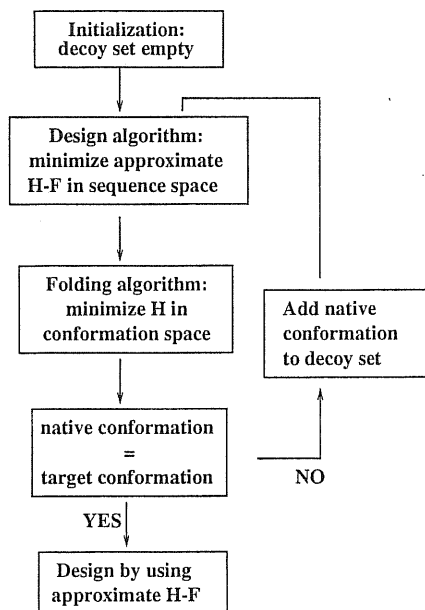 Initialization:
decoy set empty
Design algorithm:
minimize approximate
H-F in sequence space
Folding algorithm:
minimize H in
conformation space
Add native
conformation
to decoy set
native conformation
=
target conformation
NO
YES
Design by using
approximate H-F